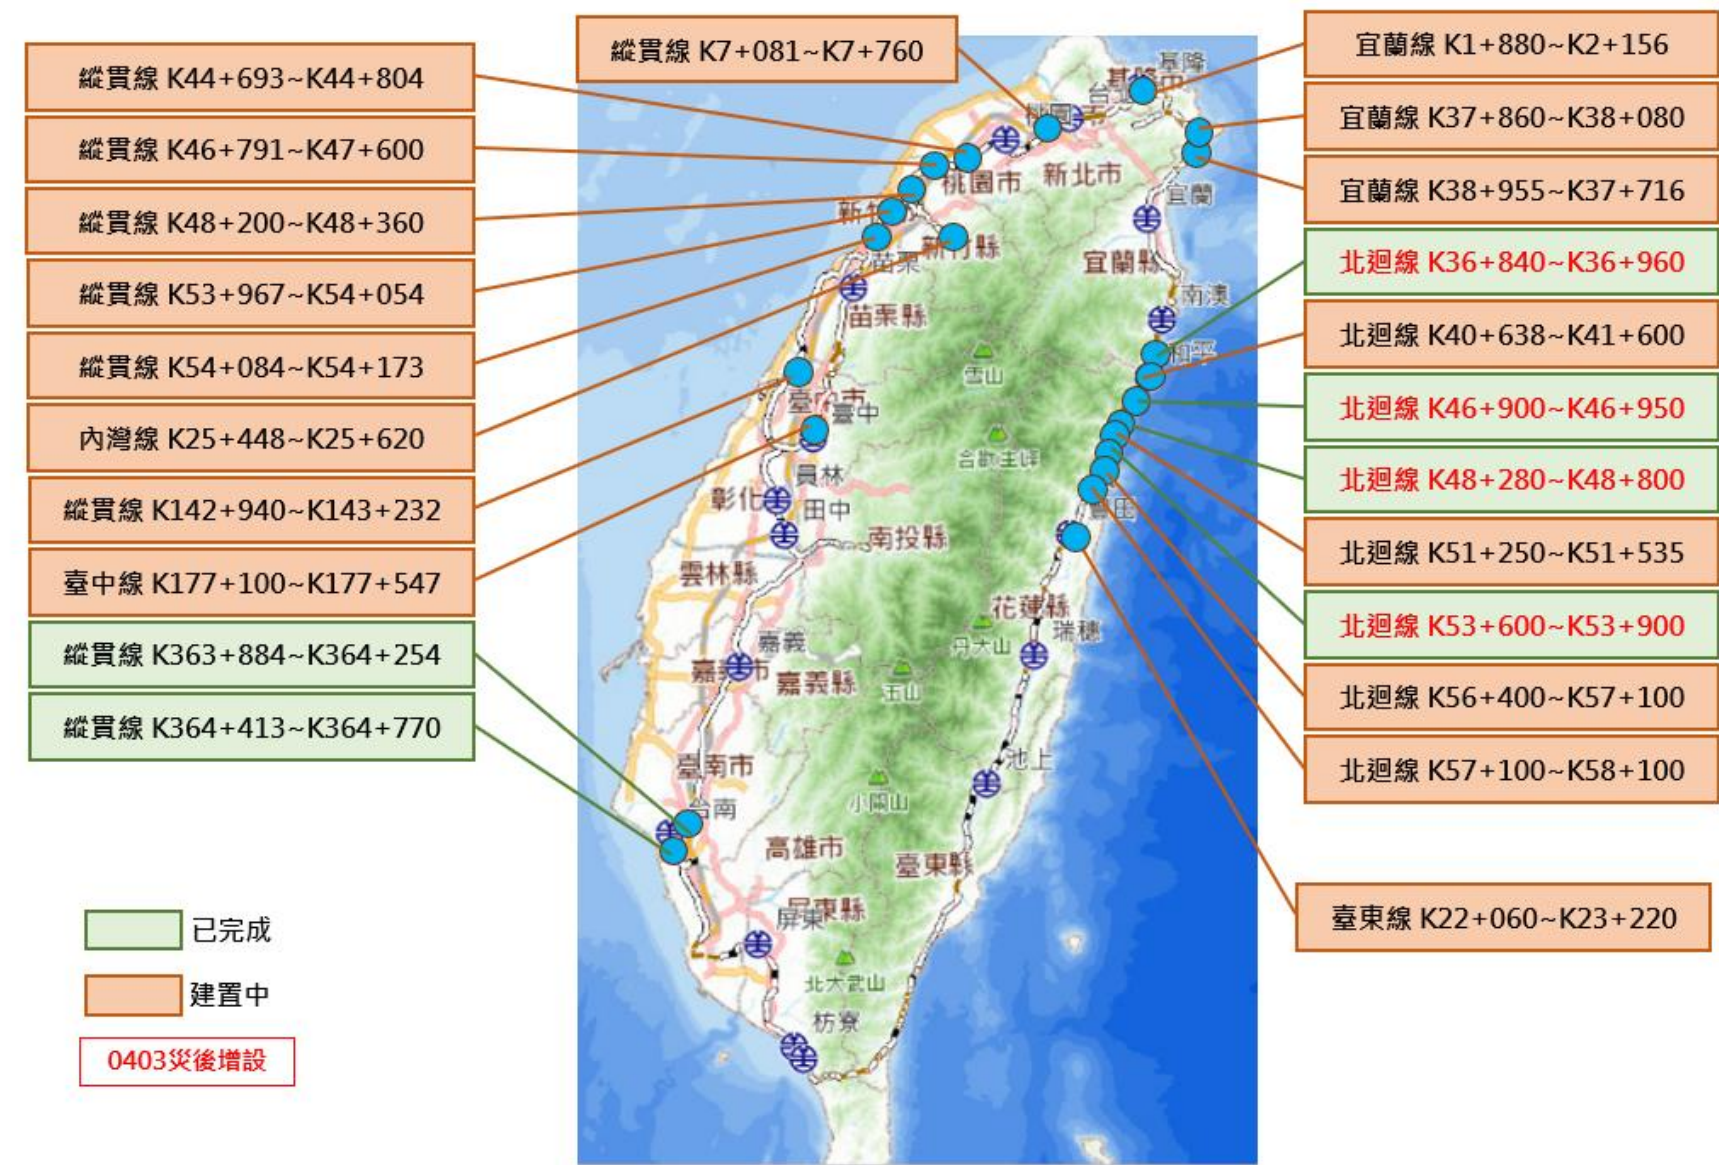 縱貫線 K7+081~K7+760
縱貫線 K44+693~K44+804
縱貫線 K46+791~K47+600
縱貫線 K48+200~K48+360
縱貫線 K53+967~K54+054
縱貫線 K54+084~K54+173
內灣線 K25+448~K25+620
縱貫線 K142+940~K143+232
臺中線 K177+100~K177+547
縱貫線 K363+884~K364+254
縱貫線 K364+413~K364+770
宜蘭線 K1+880~K2+156
宜蘭線 K37+860~K38+080
宜蘭線 K38+955~K37+716
北迴線 K36+840~K36+960
北迴線 K40+638~K41+600
北迴線 K46+900~K46+950
北迴線 K48+280~K48+800
北迴線 K51+250~K51+535
北迴線 K53+600~K53+900
北迴線 K56+400~K57+100
北迴線 K57+100~K58+100
臺東線 K22+060~K23+220
基隆
基隆市
桃園市
新北市
宜蘭
新竹縣
苗栗
宜蘭縣
南澳
苗栗縣
和平
雪山
臺中
員林
彰化
田中
南投縣
雲林縣
花蓮縣
瑞穗
丹大山
嘉義
嘉義縣
玉山
池上
臺南市
台南
小關山
高雄市
臺東縣
屏東縣
屏東
北大武山
枋寮
已完成
建置中
0403災後增設